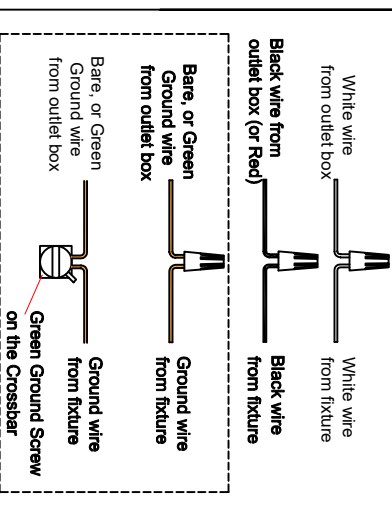 White wire
from outlet box
White wire
from fixture
Black wire from
outlet box (or Red)
Black wire
from fixture
Bare, or Green
Ground wire
from outlet box
Ground wire
from fixture
Bare, or Green
Ground wire
from outlet box
Ground wire
from fixture
Green Ground Screw
on the Crossbar